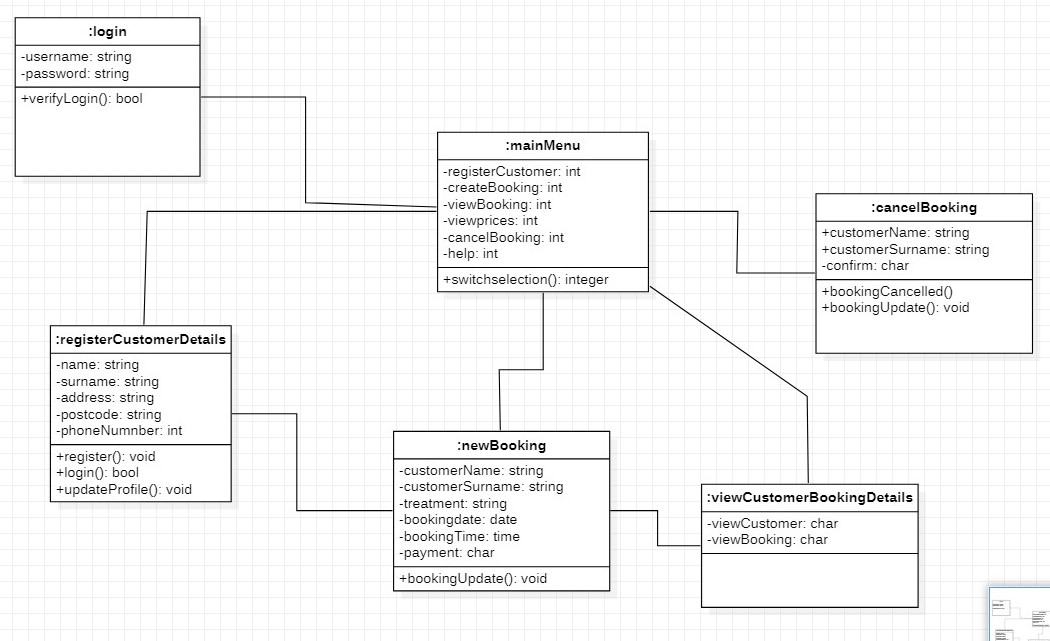 :login
-username: string
-password: string
+verifyLogin(): bool
:mainMenu
-registerCustomer: int
-createBooking: int
-viewBooking: int
-viewprices: int
-cancelBooking: int
-help: int
+switchselection(): integer
:cancelBooking
+customerName: string
+customerSurname: string
-confirm: char
+bookingCancelled()
+bookingUpdate(): void
:registerCustomerDetails
-name: string
-surname: string
-address: string
-postcode: string
-phoneNumnber: int
+register(): void
+login(): bool
+updateProfile(): void
:newBooking
-customerName: string
-customerSurname: string
-treatment: string
-bookingdate: date
-bookingTime: time
-payment: char
+bookingUpdate(): void
:viewCustomerBookingDetails
-viewCustomer: char
-viewBooking: char